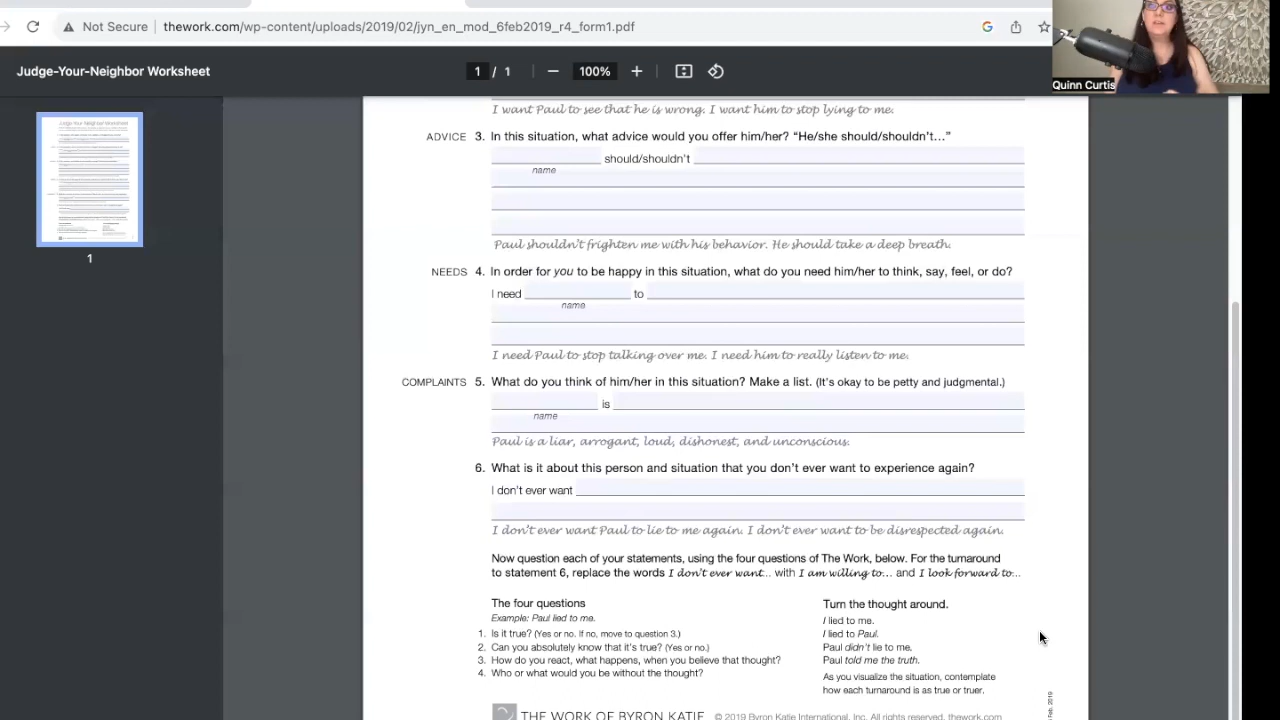 Not Secure thework.com/wp-content/uploads/2019/02/jyn_en_mod_6feb2019_r4_form1.pdf
Judge-Your-Neighbor Worksheet
1 / 1
100%
Quinn Curtis
1
I want Paul to see that he is wrong. I want him to stop lying to me.
ADVICE 3. In this situation, what advice would you offer him/her? “He/she should/shouldn’t…”
should/shouldn’t
name
Paul shouldn’t frighten me with his behavior. He should take a deep breath.
NEEDS 4. In order for you to be happy in this situation, what do you need him/her to think, say, feel, or do?
I need to
name
I need Paul to stop talking over me. I need him to really listen to me.
COMPLAINTS 5. What do you think of him/her in this situation? Make a list. (It’s okay to be petty and judgmental.)
is
name
Paul is a liar, arrogant, loud, dishonest, and unconscious.
6. What is it about this person and situation that you don’t ever want to experience again?
I don’t ever want
I don’t ever want Paul to lie to me again. I don’t ever want to be disrespected again.
Now question each of your statements, using the four questions of The Work, below. For the turnaround
to statement 6, replace the words I don’t ever want… with I am willing to… and I look forward to…
The four questions
Example: Paul lied to me.
1. Is it true? (Yes or no. If no, move to question 3.)
2. Can you absolutely know that it’s true? (Yes or no.)
3. How do you react, what happens, when you believe that thought?
4. Who or what would you be without the thought?
Turn the thought around.
I lied to me.
I lied to Paul.
Paul didn’t lie to me.
Paul told me the truth.
As you visualize the situation, contemplate
how each turnaround is as true or truer.
THE WORK OF BYRON KATIE © 2019 Byron Katie International, Inc. All rights reserved. thework.com
Feb. 2019